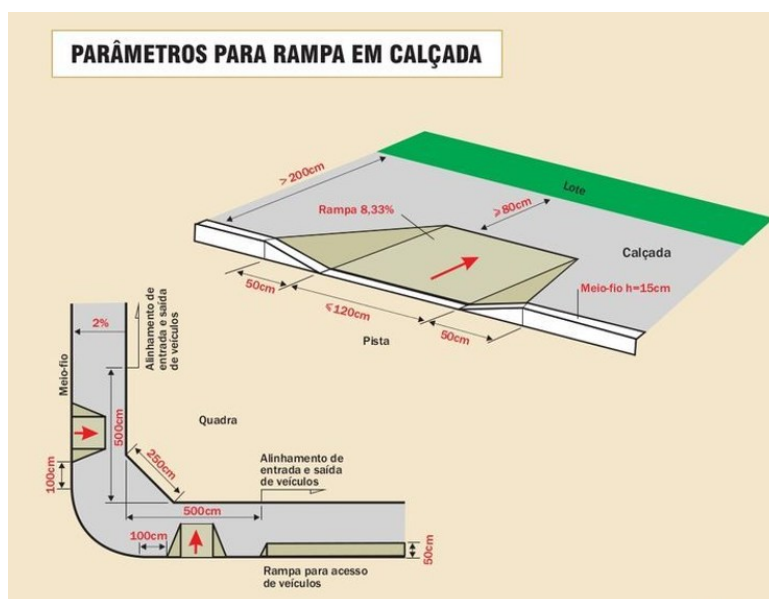 PARÂMETROS PARA RAMPA EM CALÇADA
>200cm
Lote
≥80cm
Rampa 8,33%
Calçada
Meio-fio h=15cm
50cm
≤120cm
50cm
Pista
2%
Alinhamento de
entrada e saída
de veículos
Meio-fio
500cm
Quadra
250cm
100cm
Alinhamento de
entrada e saída
de veículos
500cm
100cm
50cm
Rampa para acesso
de veículos